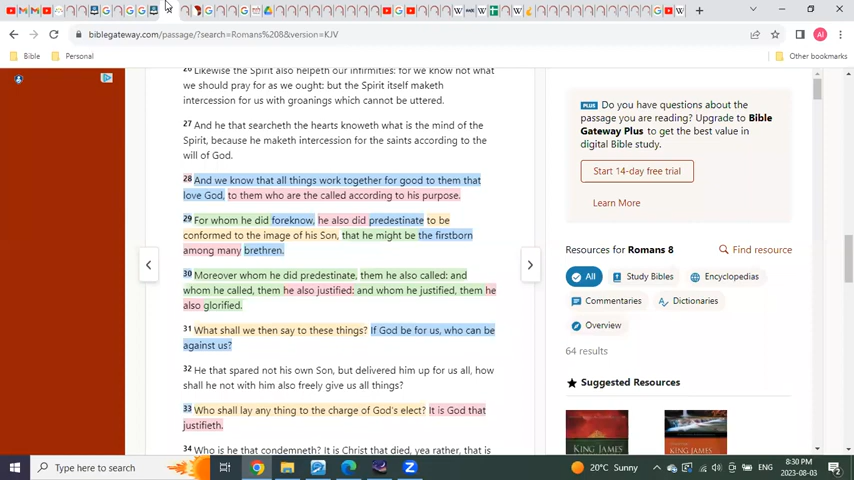 biblegateway.com/passage/?search=Romans%208&version=KJV
Bible
Personal
Other bookmarks
26 Likewise the Spirit also helpeth our infirmities: for we know not what
we should pray for as we ought: but the Spirit itself maketh
intercession for us with groanings which cannot be uttered.
27 And he that searcheth the hearts knoweth what is the mind of the
Spirit, because he maketh intercession for the saints according to the
will of God.
28 And we know that all things work together for good to them that
love God, to them who are the called according to his purpose.
29 For whom he did foreknow, he also did predestinate to be
conformed to the image of his Son, that he might be the firstborn
among many brethren.
30 Moreover whom he did predestinate, them he also called: and
whom he called, them he also justified: and whom he justified, them he
also glorified.
31 What shall we then say to these things? If God be for us, who can be
against us?
32 He that spared not his own Son, but delivered him up for us all, how
shall he not with him also freely give us all things?
33 Who shall lay any thing to the charge of God's elect? It is God that
justifieth.
34 Who is he that condemneth? It is Christ that died, yea rather, that is
PLUS Do you have questions about the
passage you are reading? Upgrade to Bible
Gateway Plus to get the best value in
digital Bible study.
Start 14-day free trial
Learn More
Resources for Romans 8
Find resource
All
Study Bibles
Encyclopedias
Commentaries
Dictionaries
Overview
64 results
Suggested Resources
KING JAMES
KING JAMES
Type here to search
20°C Sunny
ENG
8:30 PM
2023-08-03
2